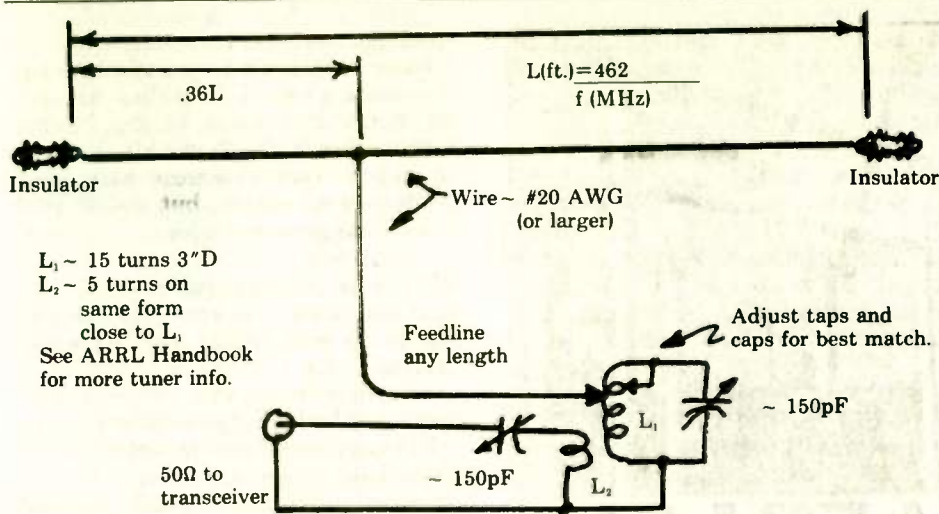 L(ft.)=462
f (MHz)
.36L
Insulator
Insulator
Wire~ #20 AWG
(or larger)
L₁~ 15 turns 3"D
L₂~ 5 turns on
same form
close to L₁
See ARRL Handbook
for more tuner info.
Feedline
any length
Adjust taps and
caps for best match.
L₁
~ 150pF
50Ω to
transceiver
~ 150pF
L₂